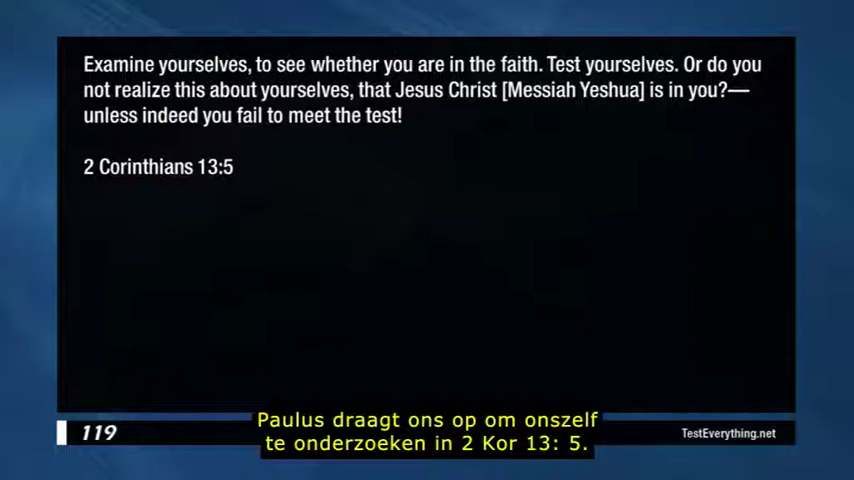 Examine yourselves, to see whether you are in the faith. Test yourselves. Or do you
not realize this about yourselves, that Jesus Christ [Messiah Yeshua] is in you?—
unless indeed you fail to meet the test!
2 Corinthians 13:5
Paulus draagt ons op om onszelf
te onderzoeken in 2 Kor 13: 5.
119
TestEverything.net